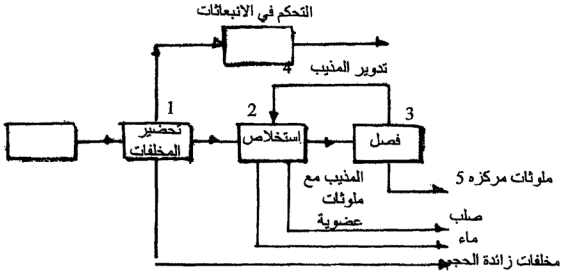 التحكم في الانبعاثات
4
تدوير المذيب
1
2
3
تحضير
المخلفات
إستخلاص
فصل
المذيب مع
ملوثات
عضوية
ملوثات مركزه 5
صلب
ماء
مخلفات زائدة الحجم